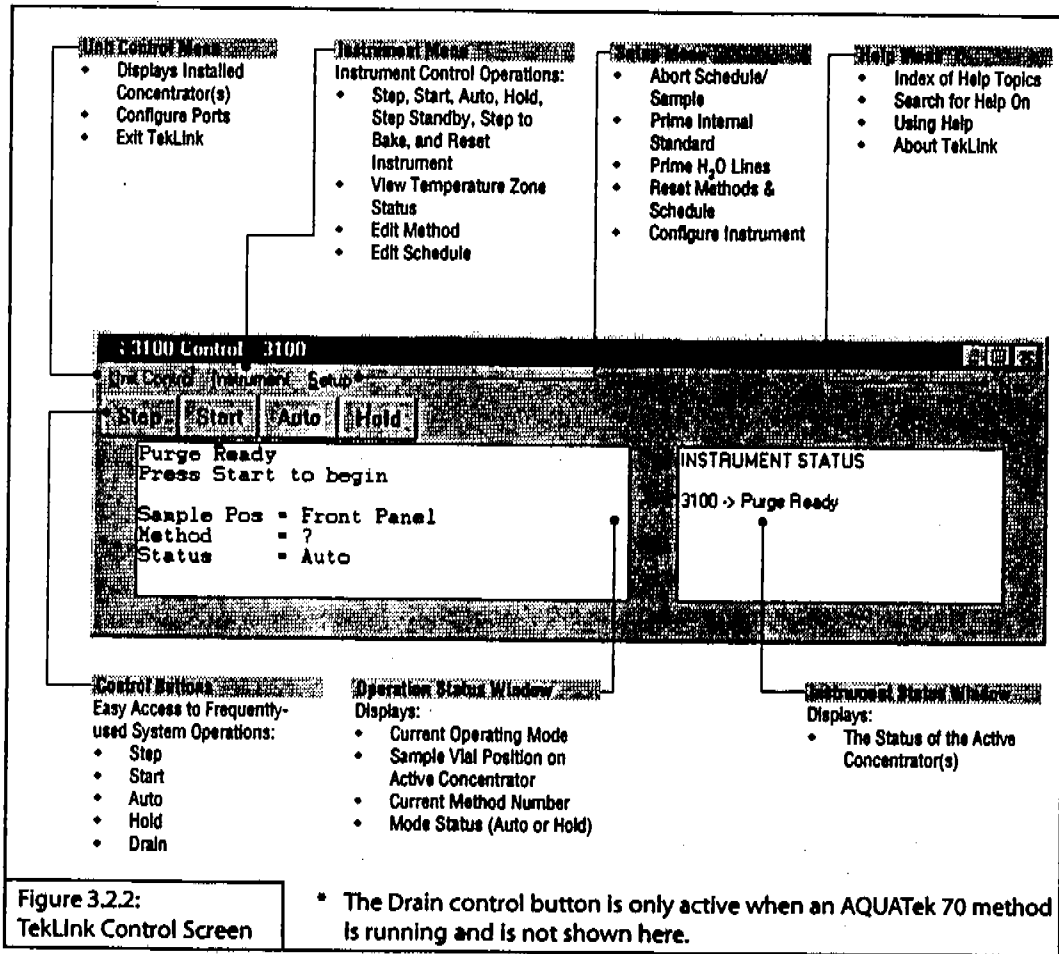 Unit Control Menu
• Displays Installed
Concentrator(s)
• Configure Ports
• Exit TekLink
Instrument Menu
Instrument Control Operations:
• Step, Start, Auto, Hold,
Step Standby, Step to
Bake, and Reset
Instrument
• View Temperature Zone
Status
• Edit Method
• Edit Schedule
Setup Menu
• Abort Schedule/
Sample
• Prime Internal
Standard
• Prime H₂O Lines
• Reset Methods &
Schedule
• Configure Instrument
Help Menu
• Index of Help Topics
• Search for Help On
• Using Help
• About TekLink
3100 Control 3100
Unit Control Instrument Setup
Step Start Auto Hold
Purge Ready
Press Start to begin
Sample Pos = Front Panel
Method = ?
Status = Auto
INSTRUMENT STATUS
3100 -> Purge Ready
Control Buttons
Easy Access to Frequently-
used System Operations:
• Step
• Start
• Auto
• Hold
• Drain
Operation Status Window
Displays:
• Current Operating Mode
• Sample Vial Position on
Active Concentrator
• Current Method Number
• Mode Status (Auto or Hold)
Instrument Status Window
Displays:
• The Status of the Active
Concentrator(s)
Figure 3.2.2:
TekLink Control Screen
* The Drain control button is only active when an AQUATek 70 method
is running and is not shown here.